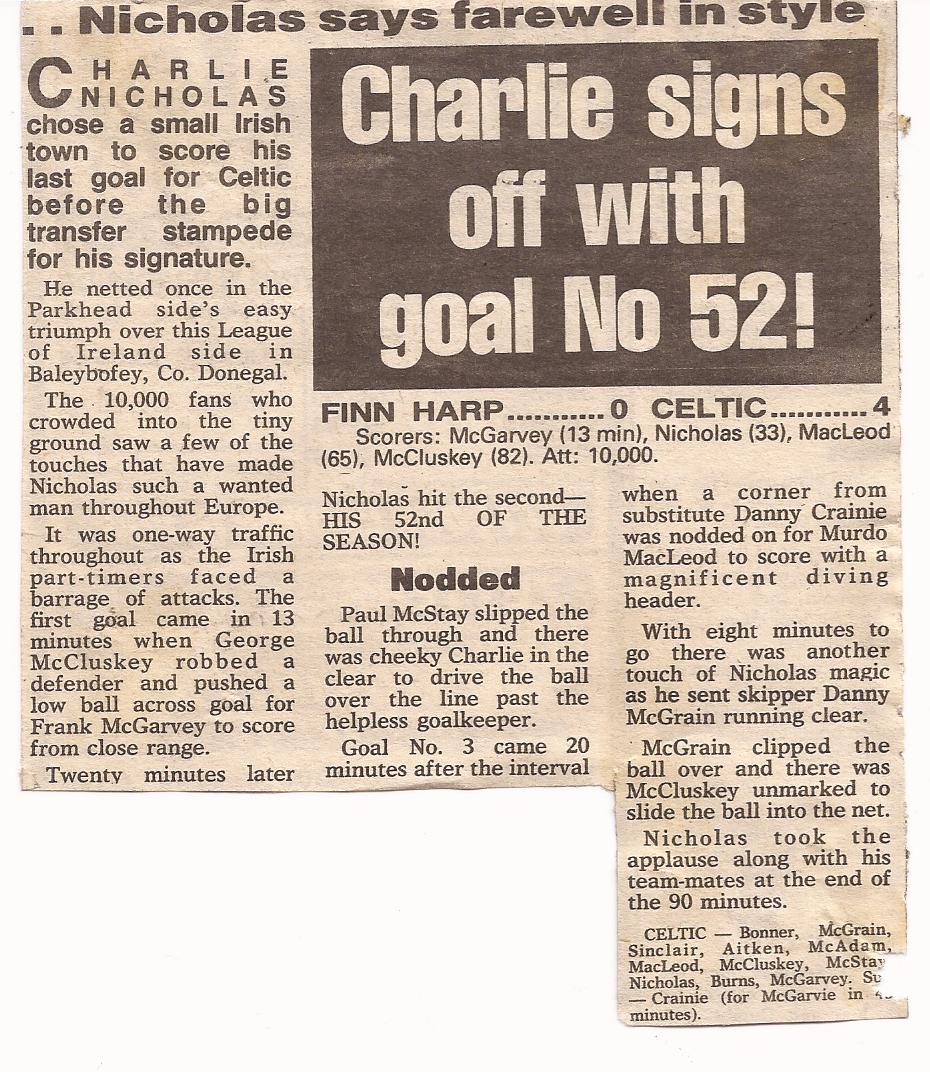 . . Nicholas says farewell in style
CHARLIE
NICHOLAS
chose a small Irish
town to score his
last goal for Celtic
before the big
transfer stampede
for his signature.
He netted once in the
Parkhead side's easy
triumph over this League
of Ireland side in
Baleybofey, Co. Donegal.
The 10,000 fans who
crowded into the tiny
ground saw a few of the
touches that have made
Nicholas such a wanted
man throughout Europe.
It was one-way traffic
throughout as the Irish
part-timers faced a
barrage of attacks. The
first goal came in 13
minutes when George
McCluskey robbed a
defender and pushed a
low ball across goal for
Frank McGarvey to score
from close range.
Twenty minutes later
Charlie signs
off with
goal No 52!
FINN HARP...........0 CELTIC...........4
Scorers: McGarvey (13 min), Nicholas (33), MacLeod
(65), McCluskey (82). Att: 10,000.
Nicholas hit the second—
HIS 52nd OF THE
SEASON!
Nodded
Paul McStay slipped the
ball through and there
was cheeky Charlie in the
clear to drive the ball
over the line past the
helpless goalkeeper.
Goal No. 3 came 20
minutes after the interval
when a corner from
substitute Danny Crainie
was nodded on for Murdo
MacLeod to score with a
magnificent diving
header.
With eight minutes to
go there was another
touch of Nicholas magic
as he sent skipper Danny
McGrain running clear.
McGrain clipped the
ball over and there was
McCluskey unmarked to
slide the ball into the net.
Nicholas took the
applause along with his
team-mates at the end of
the 90 minutes.
CELTIC — Bonner, McGrain,
Sinclair, Aitken, McAdam,
MacLeod, McCluskey, McStay
Nicholas, Burns, McGarvey.
— Crainie (for McGarvie in
minutes).